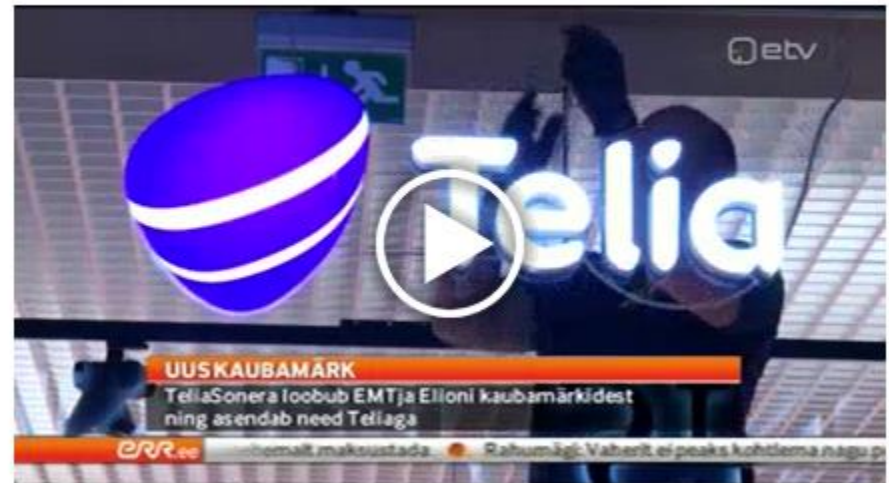 etv
Telia
UUS KAUBAMÄRK
TeliaSonera loobub EMT ja Elioni kaubamärkidest
ning asendab need Teliaga
err.ee
maksustada Rahumägi: Vaherit ei peaks kohtlema nagu